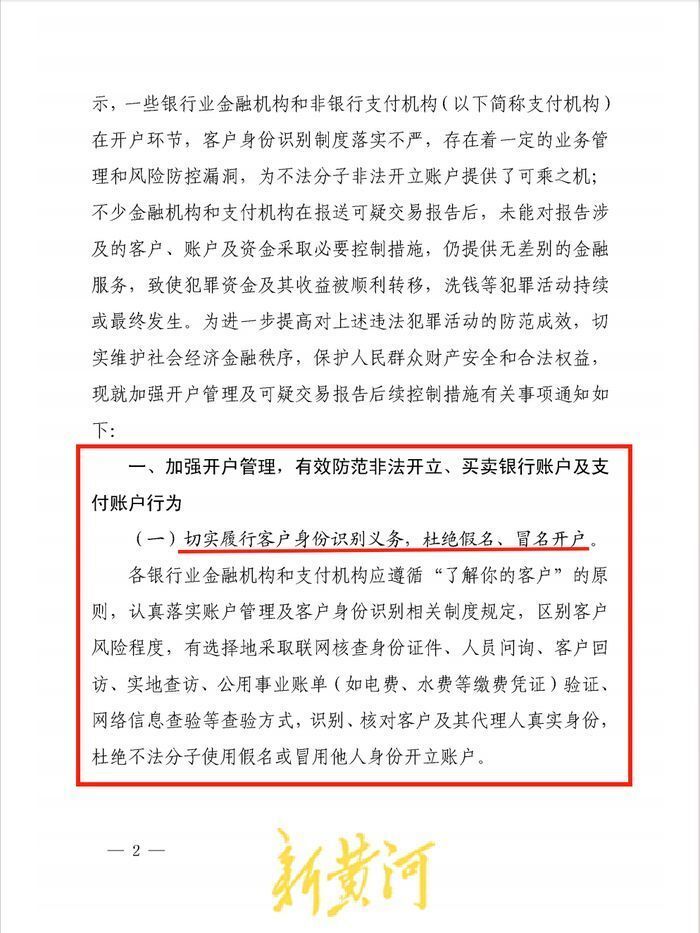 示，一些银行业金融机构和非银行支付机构（以下简称支付机构）
在开户环节，客户身份识别制度落实不严，存在着一定的业务管
理和风险防控漏洞，为不法分子非法开立账户提供了可乘之机；
不少金融机构和支付机构在报送可疑交易报告后，未能对报告涉
及的客户、账户及资金采取必要控制措施，仍提供无差别的金融
服务，致使犯罪资金及其收益被顺利转移，洗钱等犯罪活动持续
或最终发生。为进一步提高对上述违法犯罪活动的防范成效，切
实维护社会经济金融秩序，保护人民群众财产安全和合法权益，
现就加强开户管理及可疑交易报告后续控制措施有关事项通知如
下：
一、加强开户管理，有效防范非法开立、买卖银行账户及支
付账户行为
（一）切实履行客户身份识别义务，杜绝假名、冒名开户。
各银行业金融机构和支付机构应遵循“了解你的客户”的原
则，认真落实账户管理及客户身份识别相关制度规定，区别客户
风险程度，有选择地采取联网核查身份证件、人员问询、客户回
访、实地查访、公用事业账单（如电费、水费等缴费凭证）验证、
网络信息查验等查验方式，识别、核对客户及其代理人真实身份，
杜绝不法分子使用假名或冒用他人身份开立账户。
— 2 —
新黄河